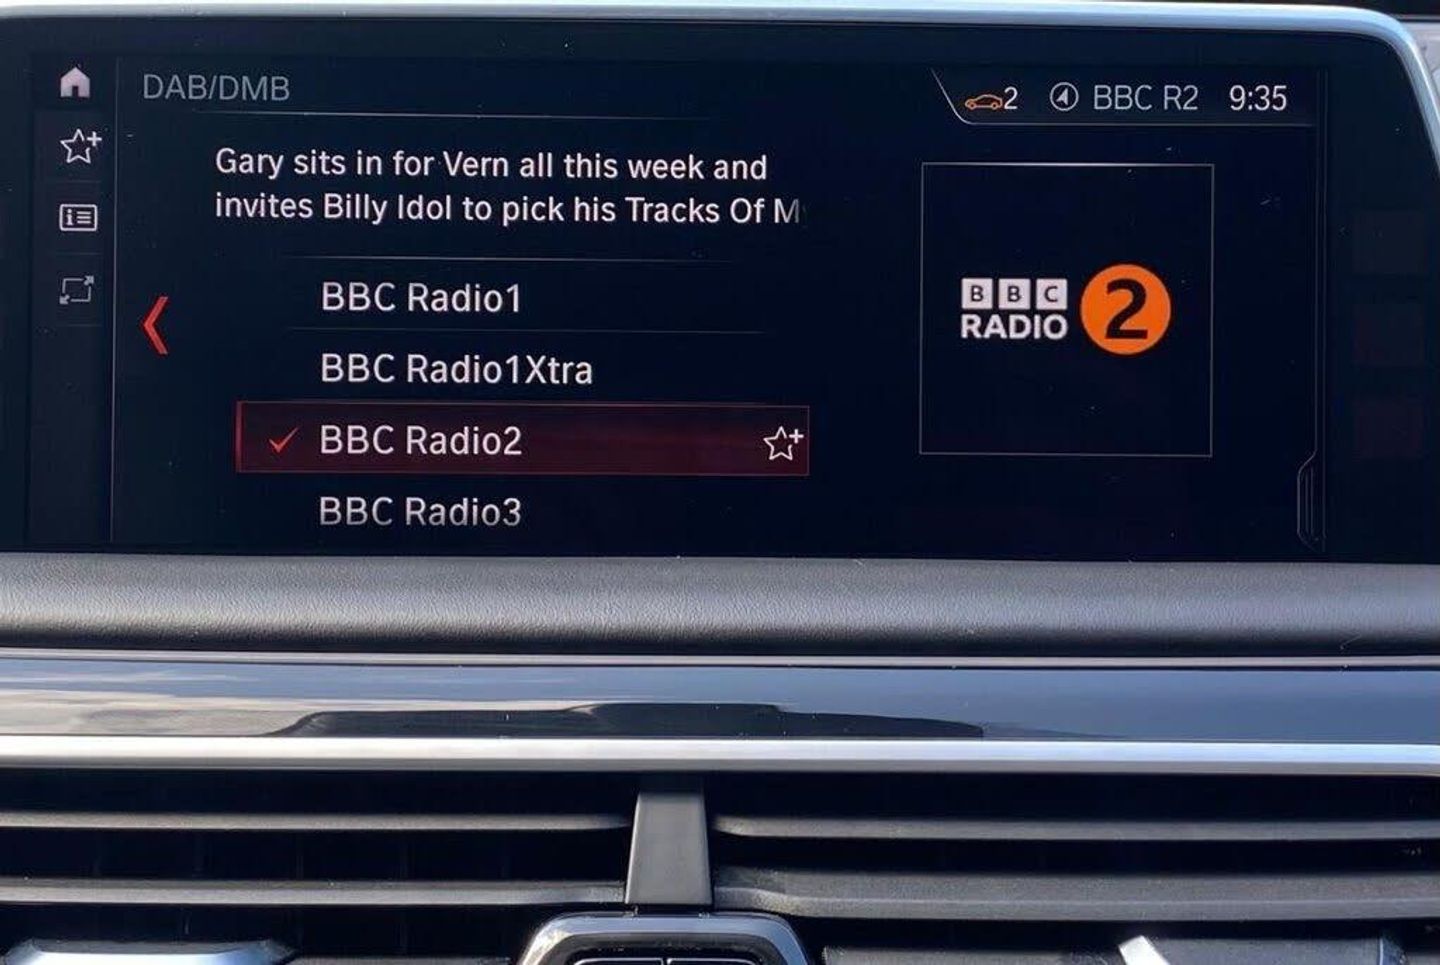 DAB/DMB
2 BBC R2 9:35
Gary sits in for Vern all this week and
invites Billy Idol to pick his Tracks Of M
BBC Radio1
BBC Radio1Xtra
BBC Radio2
BBC Radio3
BBC
RADIO 2